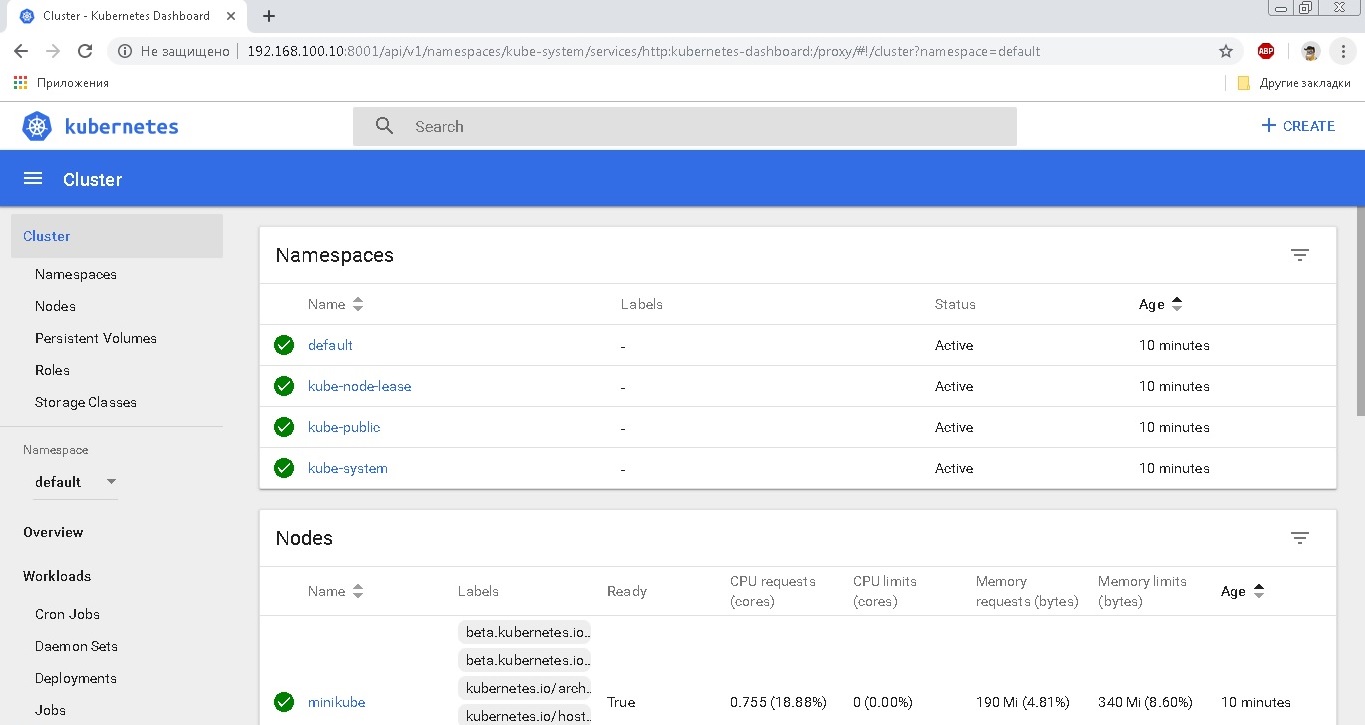 Cluster - Kubernetes Dashboard
Не защищено 192.168.100.10:8001/api/v1/namespaces/kube-system/services/http:kubernetes-dashboard:/proxy/#!/cluster?namespace=default
ABP
Приложения Другие закладки
kubernetes Search + CREATE
Cluster
Cluster
Namespaces
Nodes
Persistent Volumes
Roles
Storage Classes
Namespace
default
Overview
Workloads
Cron Jobs
Daemon Sets
Deployments
Jobs
Namespaces
Name Labels Status Age
default - Active 10 minutes
kube-node-lease - Active 10 minutes
kube-public - Active 10 minutes
kube-system - Active 10 minutes
Nodes
Name Labels Ready CPU requests (cores) CPU limits (cores) Memory requests (bytes) Memory limits (bytes) Age
beta.kubernetes.io..
beta.kubernetes.io..
kubernetes.io/arch..
minikube True 0.755 (18.88%) 0 (0.00%) 190 Mi (4.81%) 340 Mi (8.60%) 10 minutes
kubernetes.io/host..